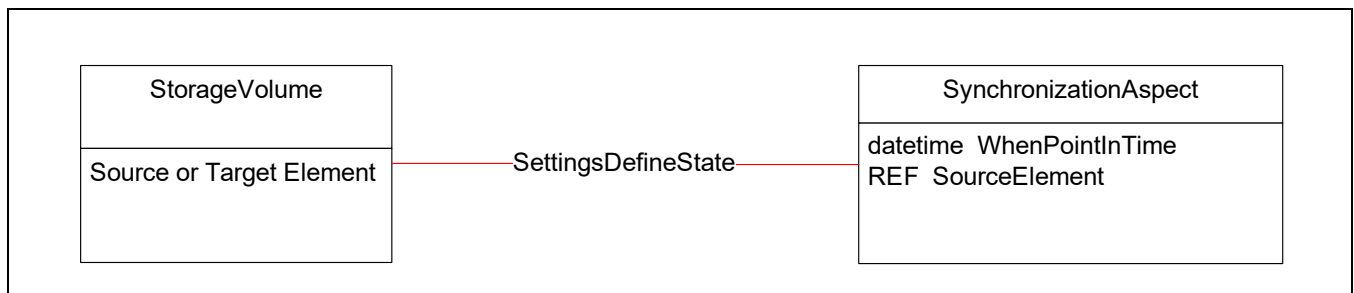 StorageVolume
Source or Target Element
SettingsDefineState
SynchronizationAspect
datetime WhenPointInTime
REF SourceElement